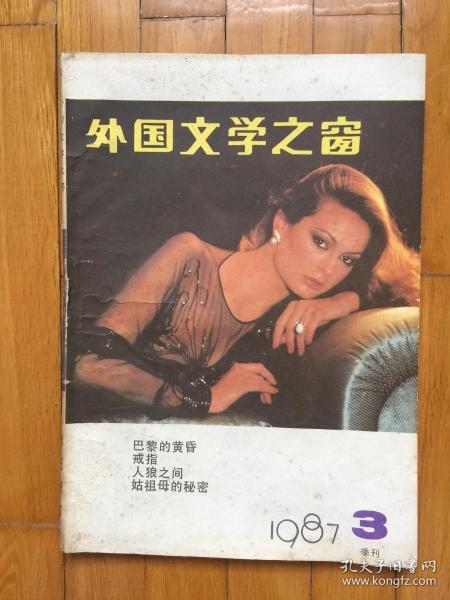 外国文学之窗
巴黎的黄昏
戒指
人狼之间
姑祖母的秘密
1987 3
季刊
孔夫子旧书网
www.kongfz.com